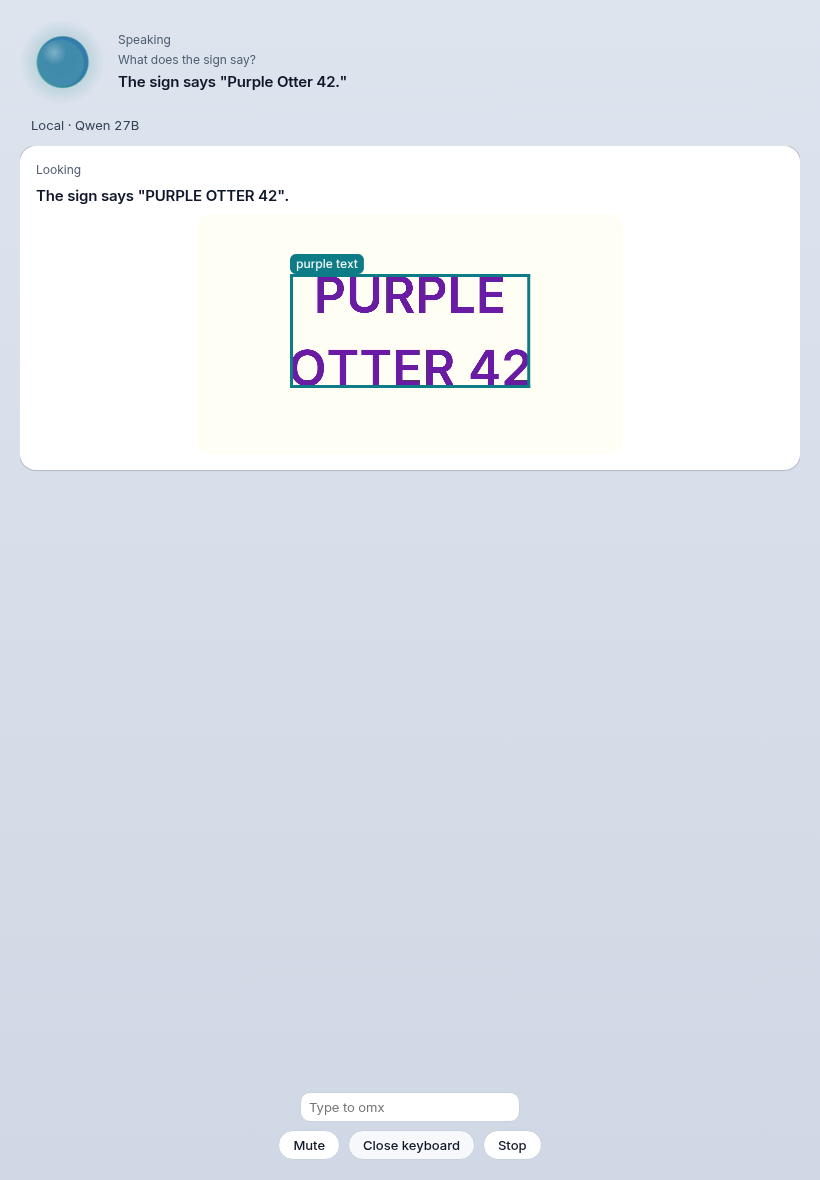 Speaking
What does the sign say?
The sign says "Purple Otter 42."
Local · Qwen 27B
Looking
The sign says "PURPLE OTTER 42".
purple text
PURPLE
OTTER 42
Type to omx
Mute Close keyboard Stop